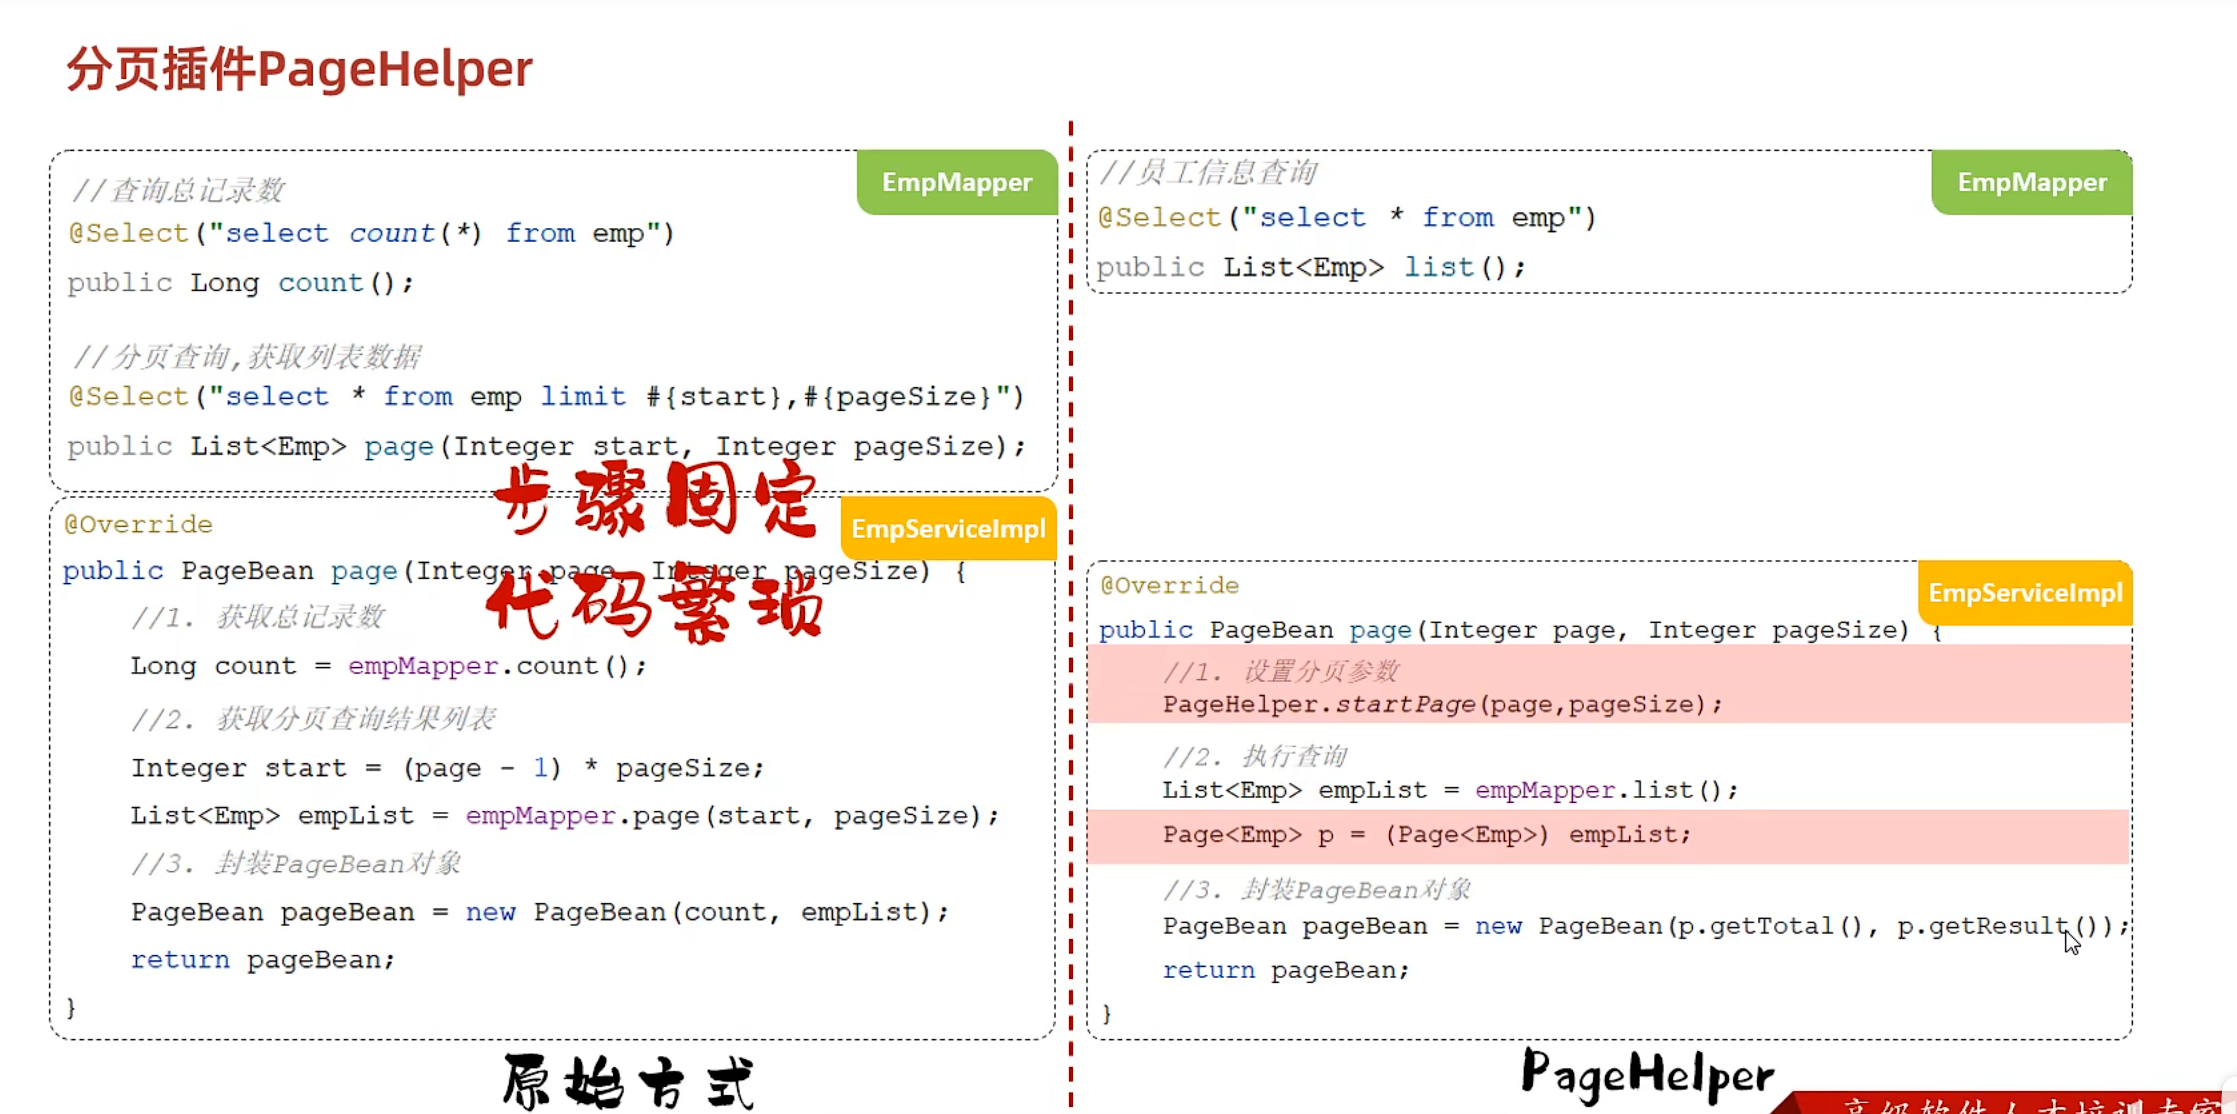 分页插件PageHelper
//查询总记录数
EmpMapper
@Select("select count(*) from emp")
public Long count();
//分页查询,获取列表数据
@Select("select * from emp limit #{start},#{pageSize}")
public List<Emp> page(Integer start, Integer pageSize);
步骤固定
代码繁琐
@Override
EmpServiceImpl
public PageBean page(Integer page, Integer pageSize) {
//1. 获取总记录数
Long count = empMapper.count();
//2. 获取分页查询结果列表
Integer start = (page - 1) * pageSize;
List<Emp> empList = empMapper.page(start, pageSize);
//3. 封装PageBean对象
PageBean pageBean = new PageBean(count, empList);
return pageBean;
}
原始方式
//员工信息查询
EmpMapper
@Select("select * from emp")
public List<Emp> list();
@Override
EmpServiceImpl
public PageBean page(Integer page, Integer pageSize) {
//1. 设置分页参数
PageHelper.startPage(page,pageSize);
//2. 执行查询
List<Emp> empList = empMapper.list();
Page<Emp> p = (Page<Emp>) empList;
//3. 封装PageBean对象
PageBean pageBean = new PageBean(p.getTotal(), p.getResult());
return pageBean;
}
PageHelper
高级软件人才培训专家